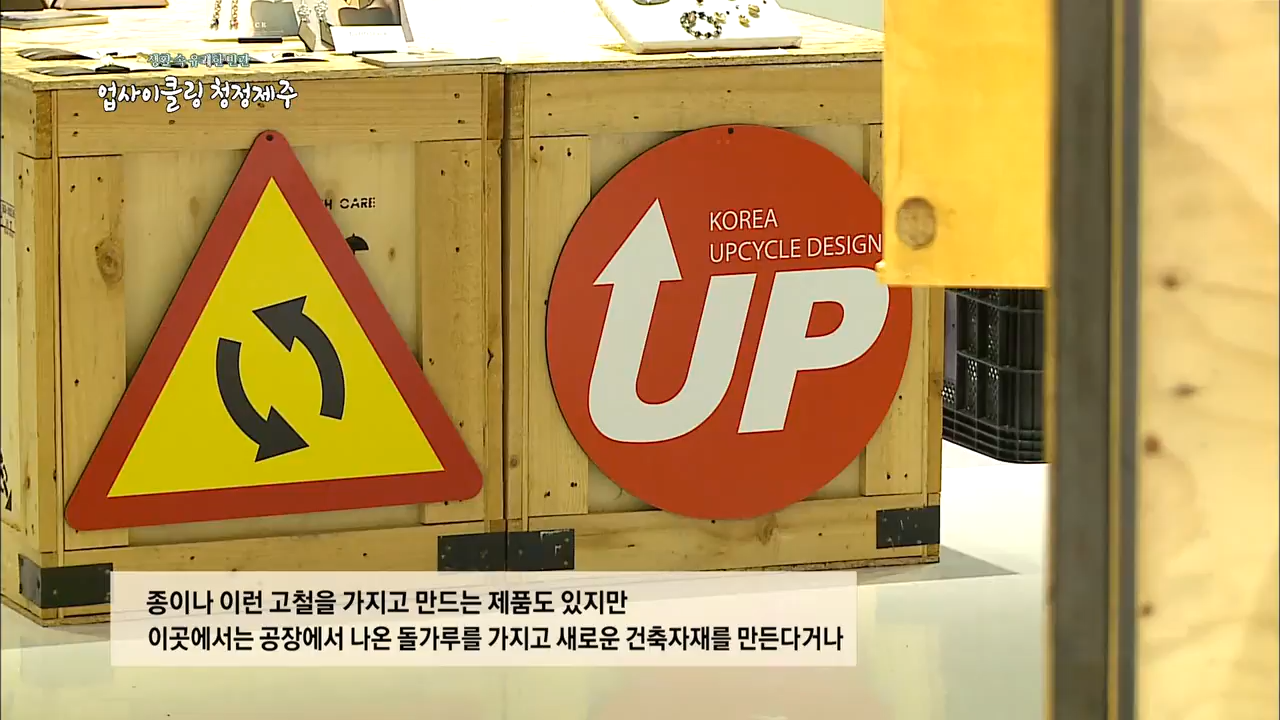 업사이클링 청정제주
H CARE
KOREA
UPCYCLE DESIGN
UP
종이나 이런 고철을 가지고 만드는 제품도 있지만
이곳에서는 공장에서 나온 돌가루를 가지고 새로운 건축자재를 만든다거나